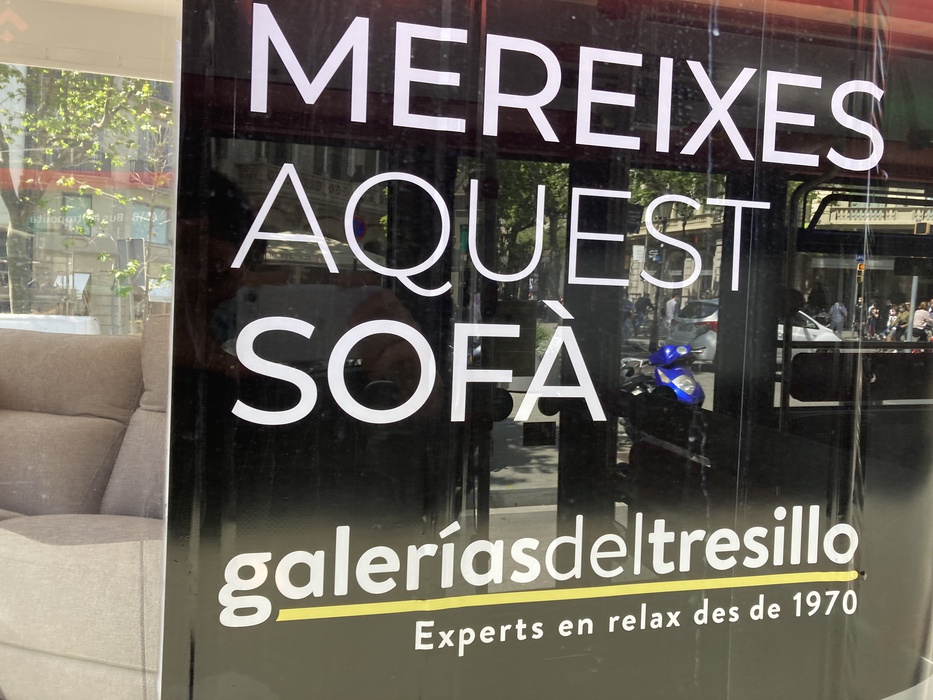 MEREIXES
AQUEST
SOFÀ
galeríasdeltresillo
Experts en relax des de 1970